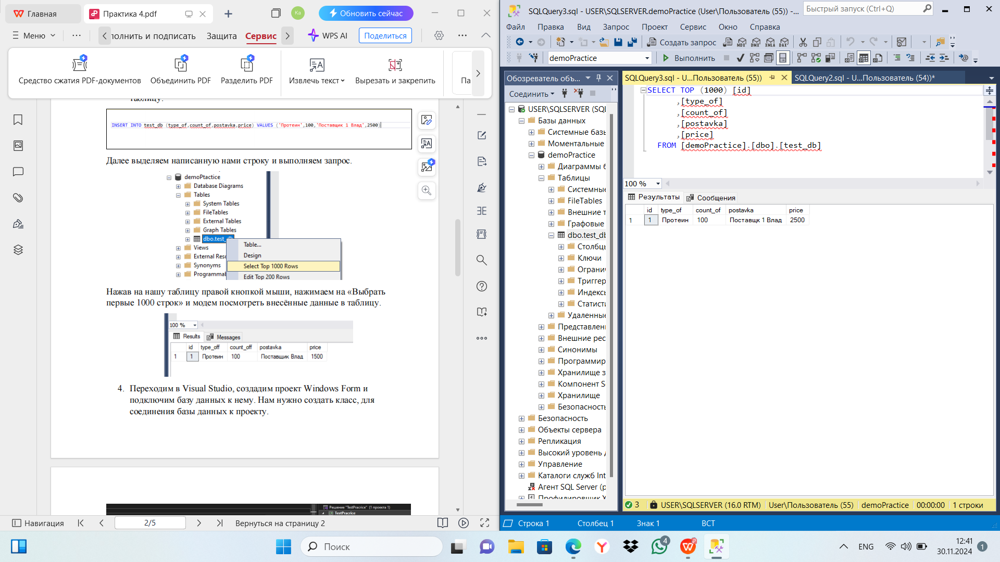 Главная
Практика 4.pdf
Ka
Обновить сейчас
Меню
олнить и подписать
Защита
Сервис
WPS AI
Поделиться
Средство сжатия PDF-документов
Объединить PDF
Разделить PDF
Извлечь текст
Вырезать и закрепить
Па
таблицу.
INSERT INTO test_db (type_of,count_of,postavka,price) VALUES ('Протеин',100,'Поставщик 1 Влад',2500)
Далее выделяем написанную нами строку и выполняем запрос.
demoPtactice
Database Diagrams
Tables
System Tables
FileTables
External Tables
Graph Tables
dbo.test_db
Views
External Reso
Synonyms
Programmab
Table...
Design
Select Top 1000 Rows
Edit Top 200 Rows
Нажав на нашу таблицу правой кнопкой мыши, нажимаем на «Выбрать
первые 1000 строк» и модем посмотреть внесённые данные в таблицу.
100 %
Results
Messages
id type_off count_off postavka price
1 1 Протеин 100 Поставщик Влад 1500
4. Переходим в Visual Studio, создадим проект Windows Form и
подключим базу данных к нему. Нам нужно создать класс, для
соединения базы данных к проекту.
Решение "TestPracrice" (1 проекта 1)
TestPracrice
Навигация
2/5
Вернуться на страницу 2
SQLQuery3.sql - USER\SQLSERVER.demoPractice (User\Пользователь (55)) -...
Быстрый запуск (Ctrl+Q)
Файл Правка Вид Запрос Проект Сервис Окно Справка
Создать запрос
MDX DMX XMLA DAX
demoPractice
Выполнить
Обозреватель объ...
Соединить
USER\SQLSERVER (SQL
Базы данных
Системные базы
Моментальные
demoPractice
Диаграммы б
Таблицы
Системные
FileTables
Внешние т
Графовые
dbo.test_db
Столбцы
Ключи
Огранич
Триггер
Индексы
Статисти
Удаленные
Представлени
Внешние рес
Синонимы
Программир
Хранилище з
Компонент Se
Хранилище
Безопасность
Безопасность
Объекты сервера
Репликация
Высокий уровень д
Управление
Каталоги служб Int
Агент SQL Server (р
Профилировщик X
SQLQuery3.sql - U...Пользователь (55))
SQLQuery2.sql - U...Пользователь (54))*
SELECT TOP (1000) [id]
,[type_of]
,[count_of]
,[postavka]
,[price]
FROM [demoPractice].[dbo].[test_db]
100 %
Результаты
Сообщения
id type_of count_of postavka price
1 1 Протеин 100 Поставщк 1 Влад 2500
3
USER\SQLSERVER (16.0 RTM)
User\Пользователь (55)
demoPractice
00:00:00
1 строки
Строка 1
Столбец 1
Знак 1
ВСТ
Поиск
4
ENG
12:41
30.11.2024
1